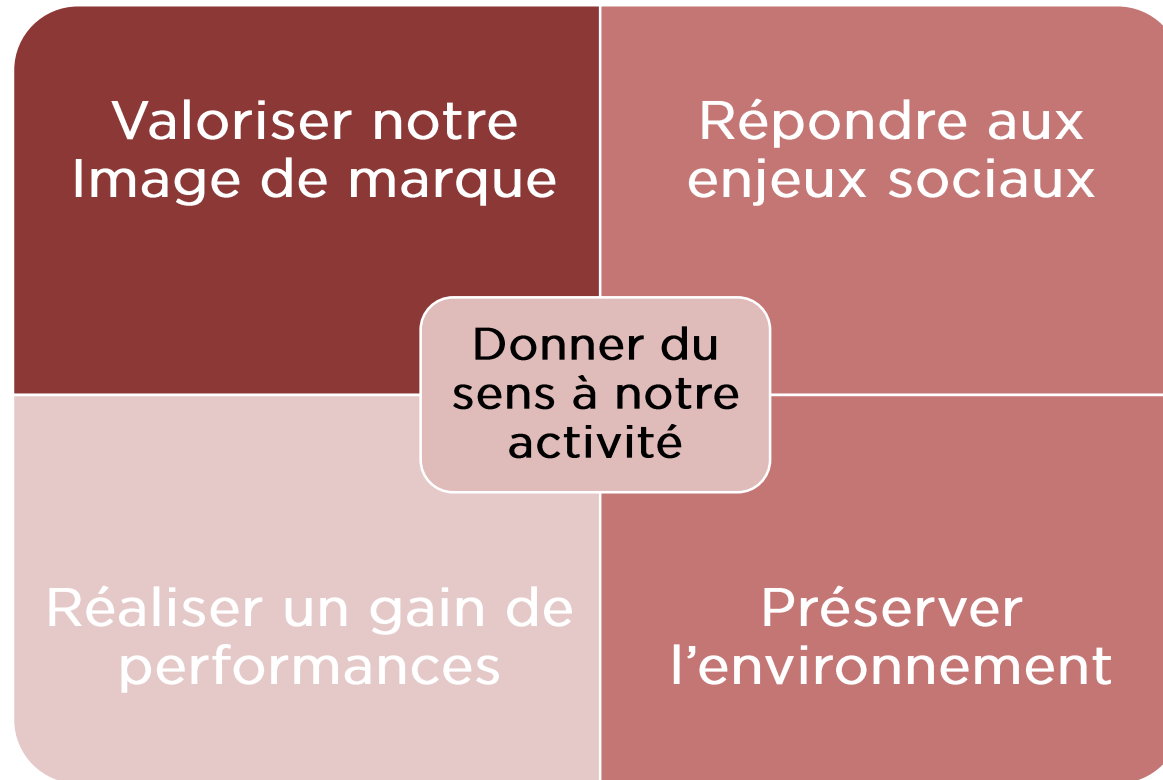 Valoriser notre
Image de marque
Répondre aux
enjeux sociaux
Donner du
sens à notre
activité
Réaliser un gain de
performances
Préserver
l’environnement